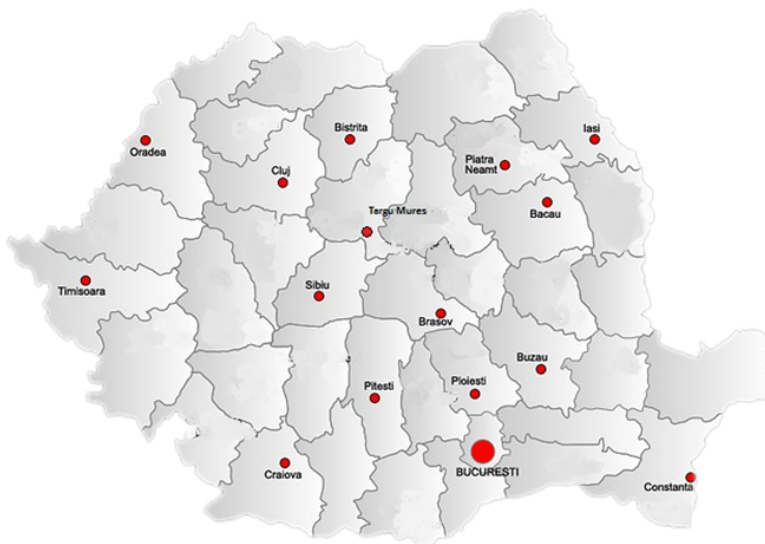 Bistrita
Iasi
Oradea
Piatra
Neamt
Cluj
Targu Mures
Bacau
Sibiu
Timisoara
Brasov
Buzau
Pitesti
Ploiesti
BUCURESTI
Craiova
Constanta